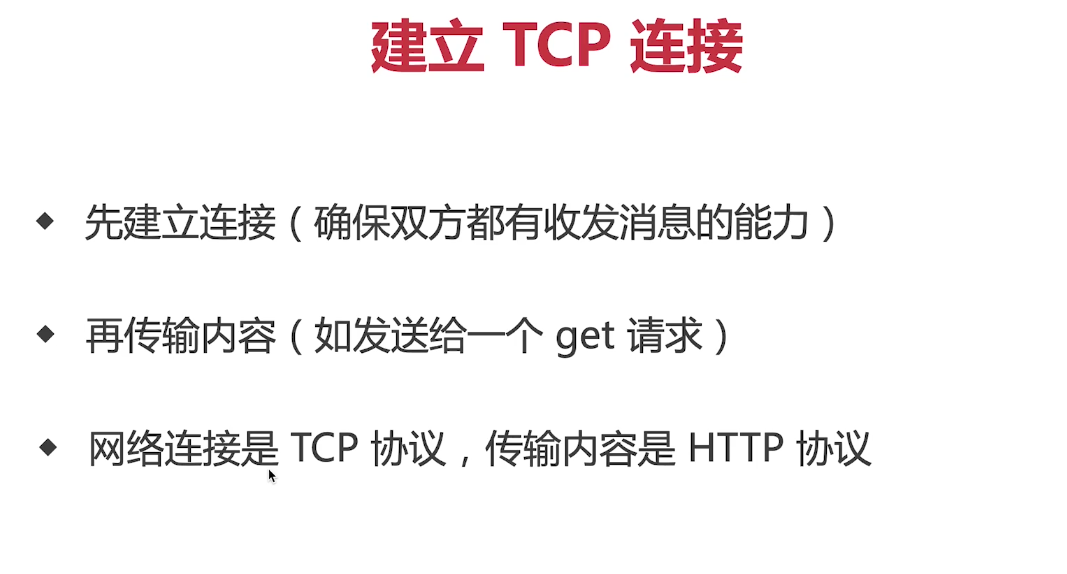 建立 TCP 连接
◆ 先建立连接（确保双方都有收发消息的能力）
◆ 再传输内容（如发送给一个 get 请求）
◆ 网络连接是 TCP 协议，传输内容是 HTTP 协议